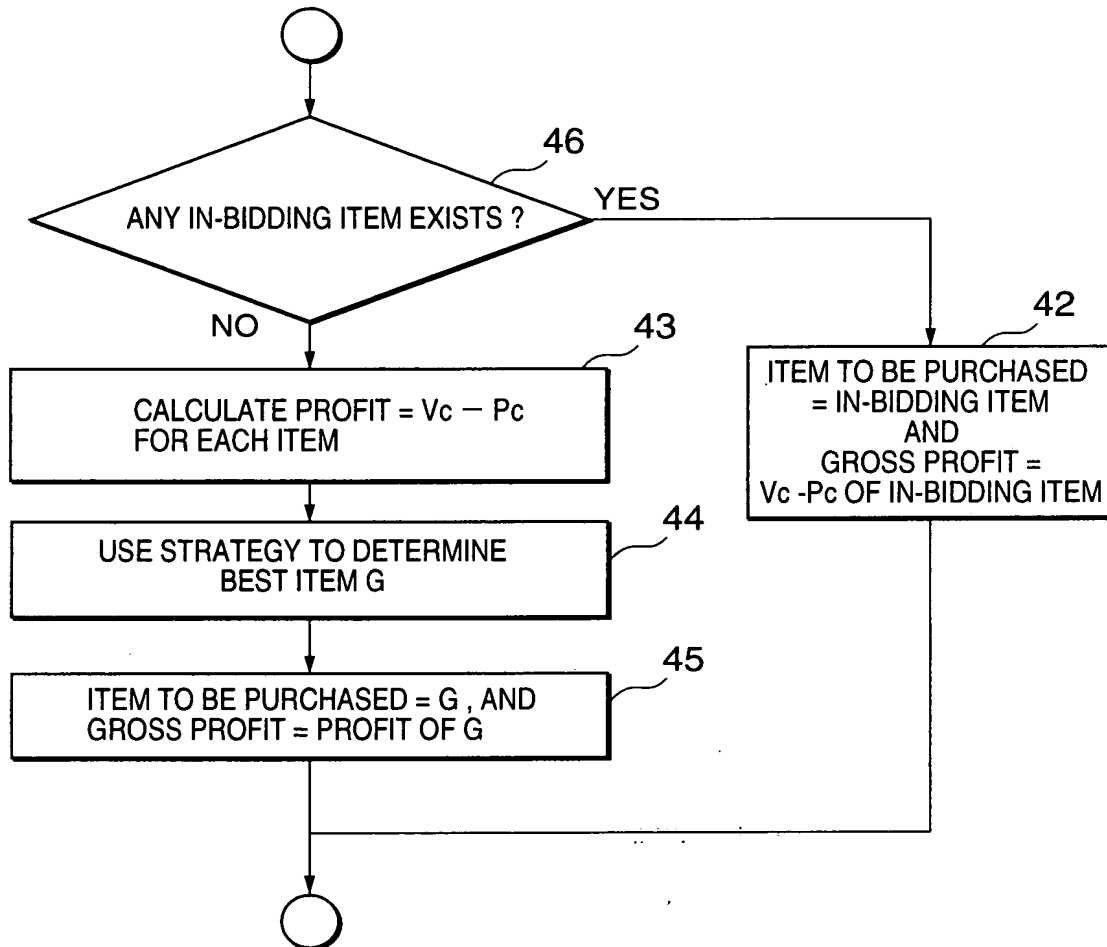 46
ANY IN-BIDDING ITEM EXISTS ?
YES
NO
43
CALCULATE PROFIT = Vc – Pc
FOR EACH ITEM
44
USE STRATEGY TO DETERMINE
BEST ITEM G
45
ITEM TO BE PURCHASED = G , AND
GROSS PROFIT = PROFIT OF G
42
ITEM TO BE PURCHASED
= IN-BIDDING ITEM
AND
GROSS PROFIT =
Vc -Pc OF IN-BIDDING ITEM